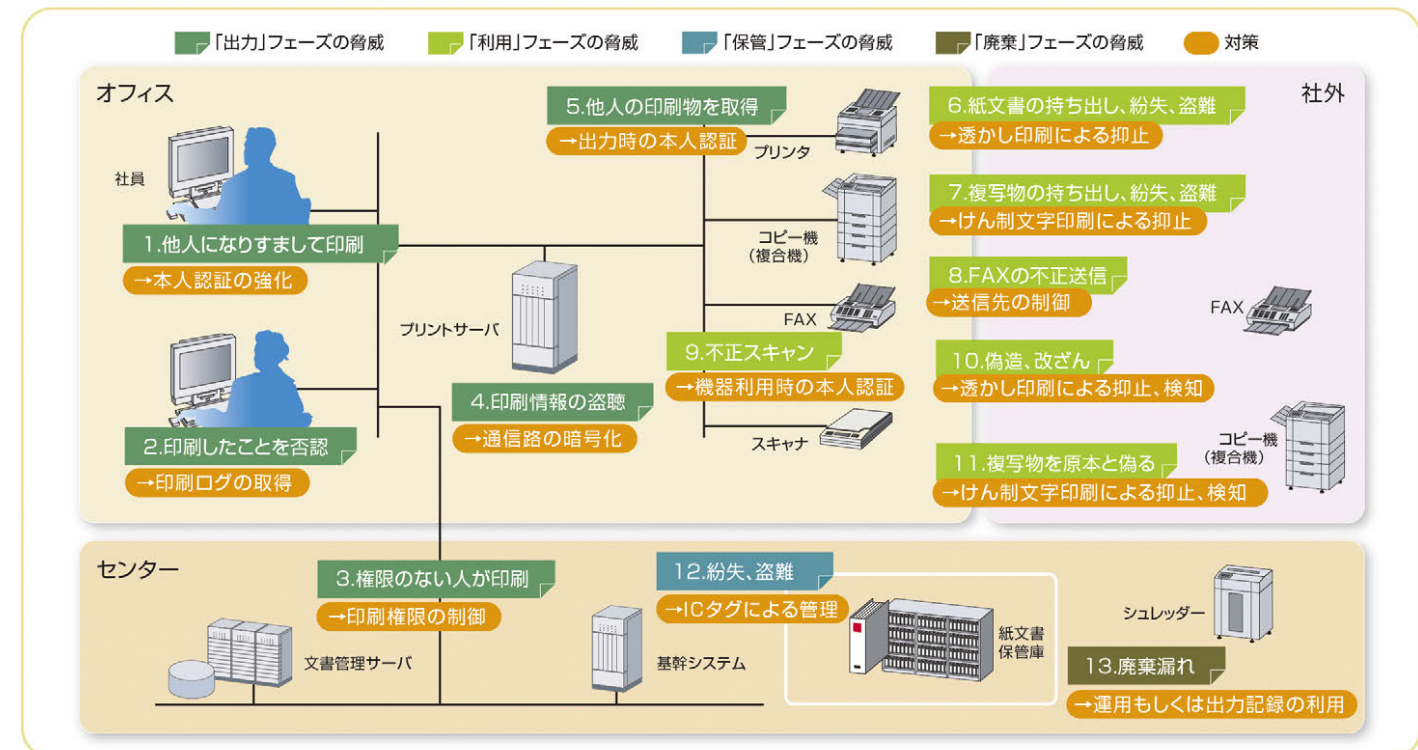 「出力」フェーズの脅威
「利用」フェーズの脅威
「保管」フェーズの脅威
「廃棄」フェーズの脅威
対策
オフィス
社外
社員
1.他人になりすまして印刷
→本人認証の強化
2.印刷したことを否認
→印刷ログの取得
プリントサーバ
4.印刷情報の盗聴
→通信路の暗号化
5.他人の印刷物を取得
→出力時の本人認証
プリンタ
コピー機
(複合機)
FAX
9.不正スキャン
→機器利用時の本人認証
スキャナ
6.紙文書の持ち出し、紛失、盗難
→透かし印刷による抑止
7.複写物の持ち出し、紛失、盗難
→けん制文字印刷による抑止
8.FAXの不正送信
→送信先の制御
FAX
10.偽造、改ざん
→透かし印刷による抑止、検知
コピー機
(複合機)
11.複写物を原本と偽る
→けん制文字印刷による抑止、検知
センター
3.権限のない人が印刷
→印刷権限の制御
文書管理サーバ
基幹システム
12.紛失、盗難
→ICタグによる管理
紙文書
保管庫
シュレッダー
13.廃棄漏れ
→運用もしくは出力記録の利用